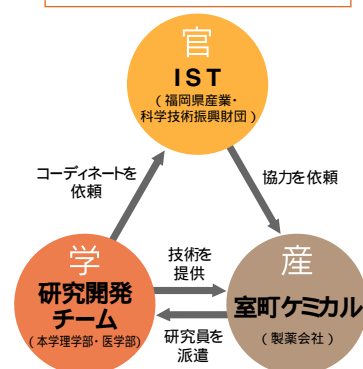 官
IST
(福岡県産業・
科学技術振興財団)
コーディネートを
依頼
協力を依頼
学
研究開発
チーム
(本学理学部・医学部)
技術を
提供
研究員を
派遣
産
室町ケミカル
(製薬会社)